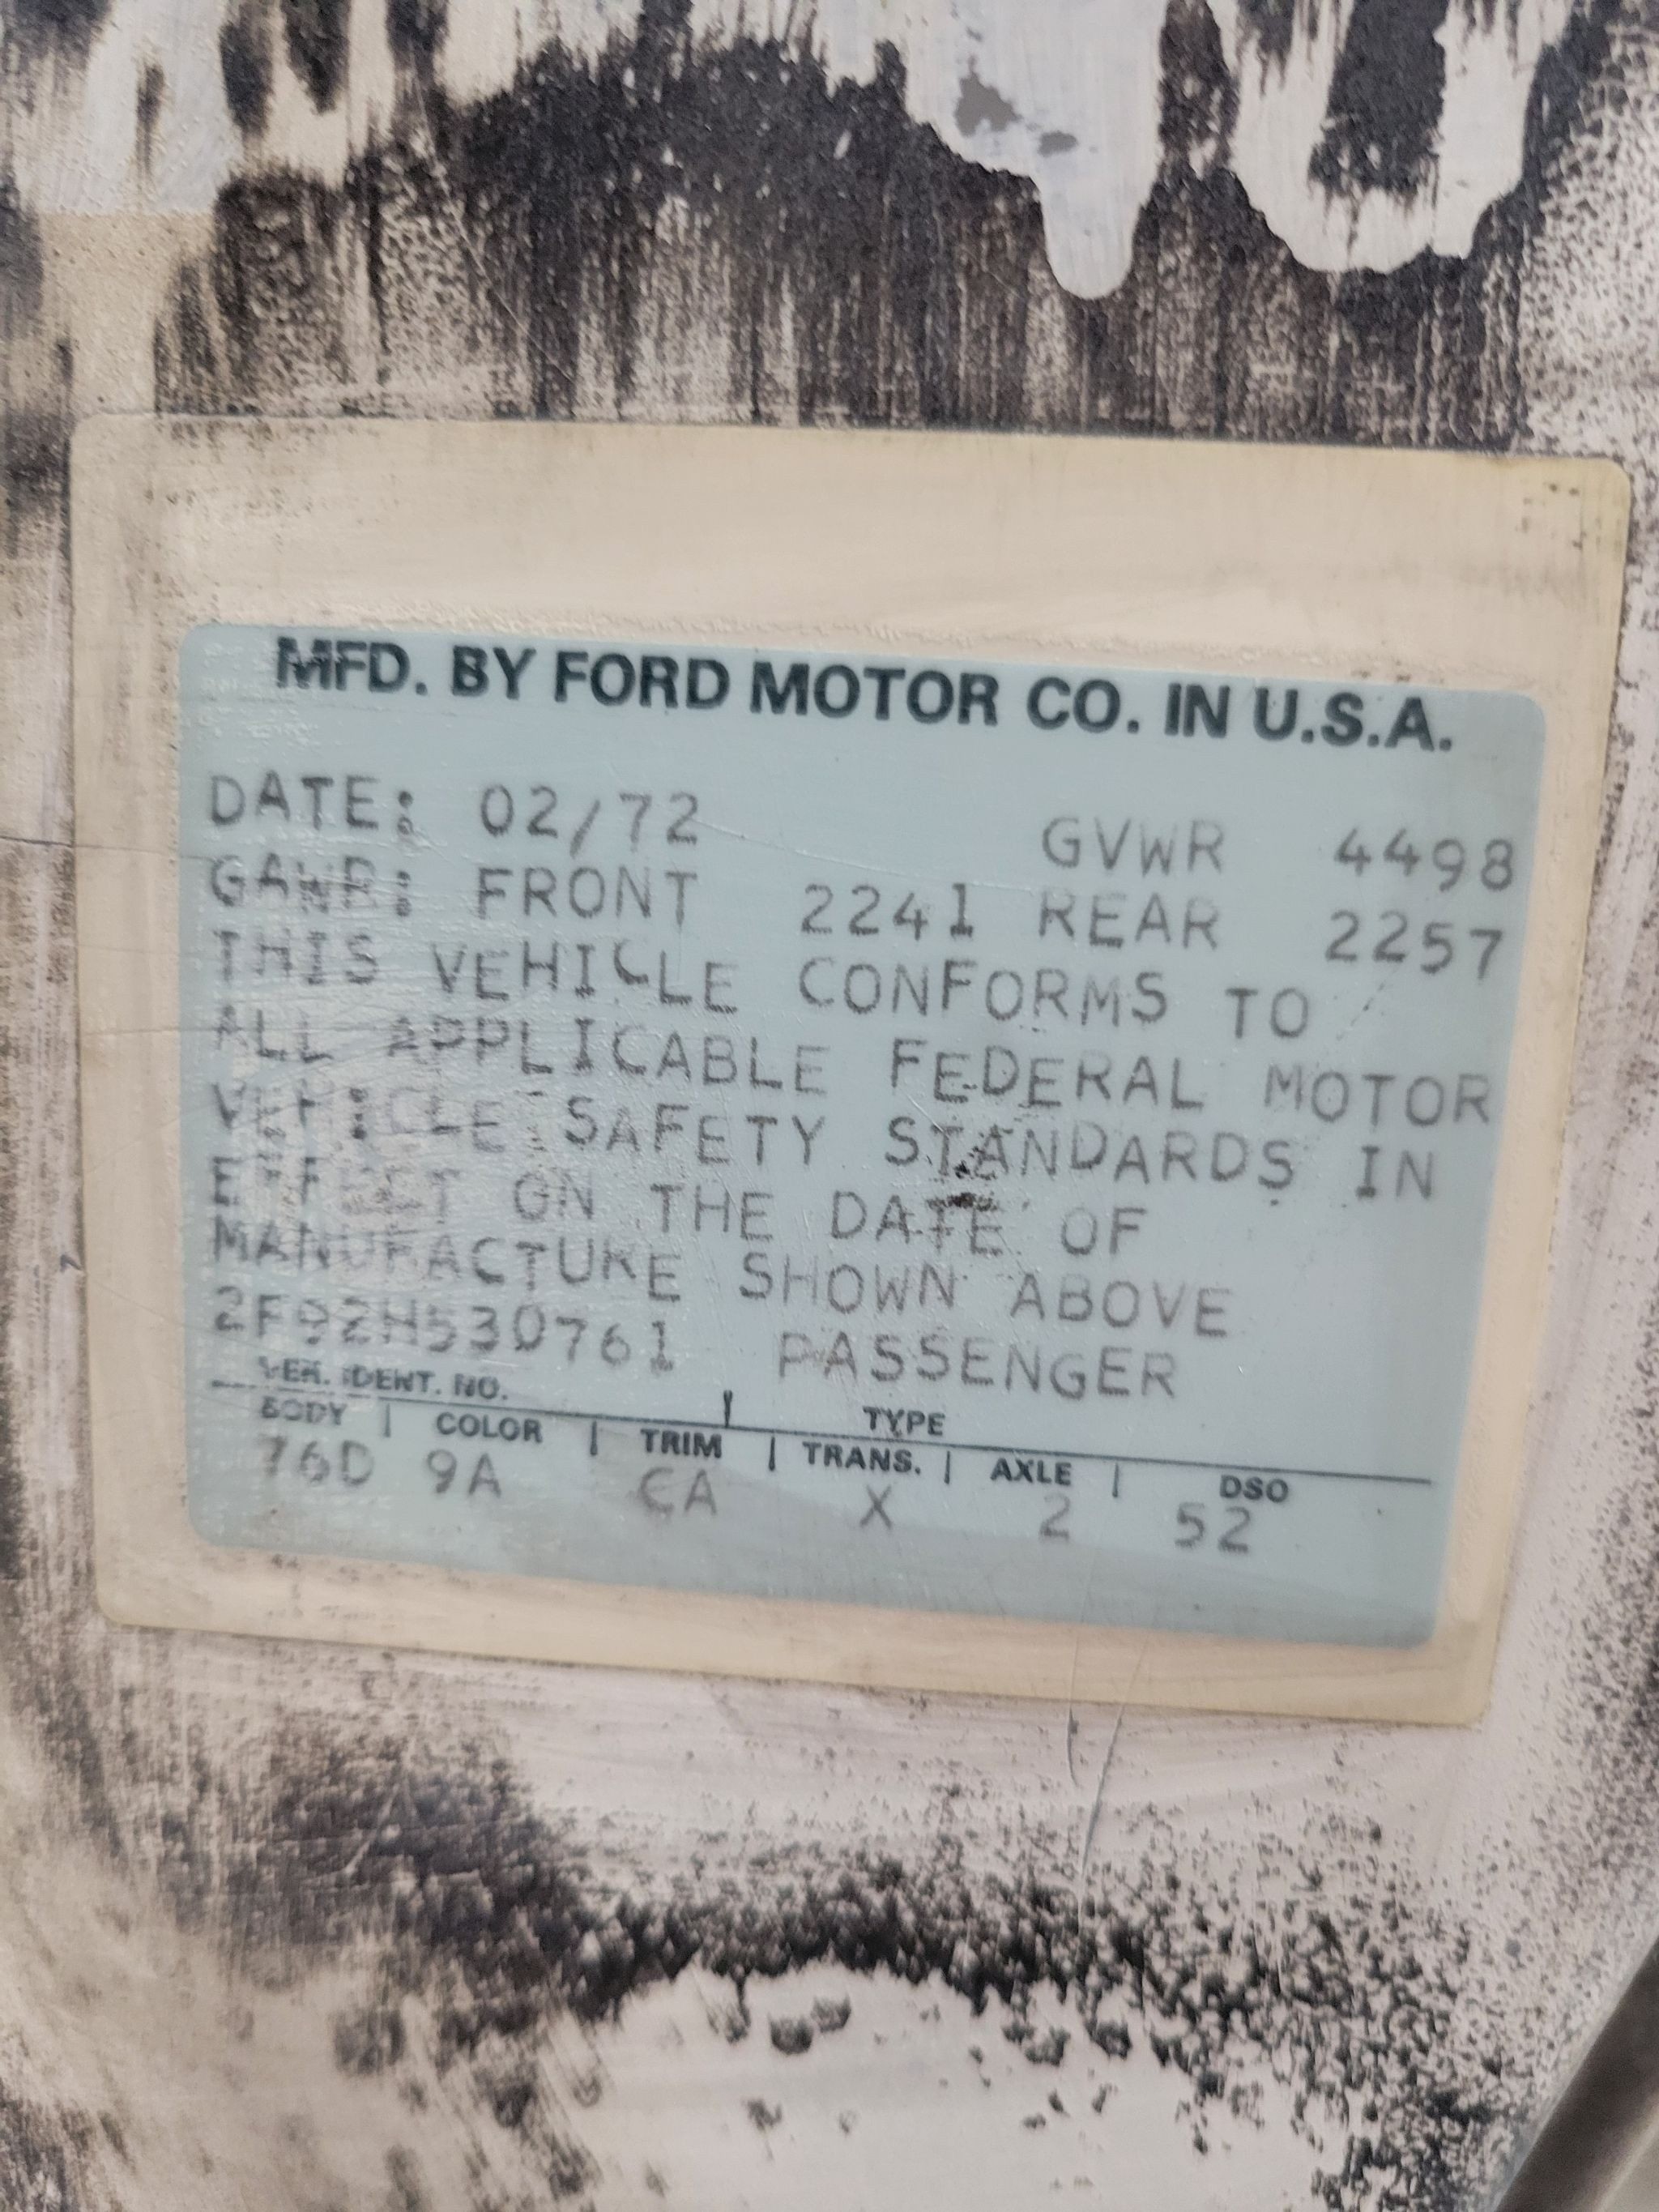 MFD. BY FORD MOTOR CO. IN U.S.A.
DATE: 02/72 GVWR 4498
GAWR: FRONT 2241 REAR 2257
THIS VEHICLE CONFORMS TO
ALL APPLICABLE FEDERAL MOTOR
VEHICLE SAFETY STANDARDS IN
EFFECT ON THE DATE OF
MANUFACTURE SHOWN ABOVE
2F92H530761 PASSENGER
VEH. IDENT. NO. TYPE
BODY | COLOR | TRIM | TRANS. | AXLE | DSO
76D 9A CA X 2 52